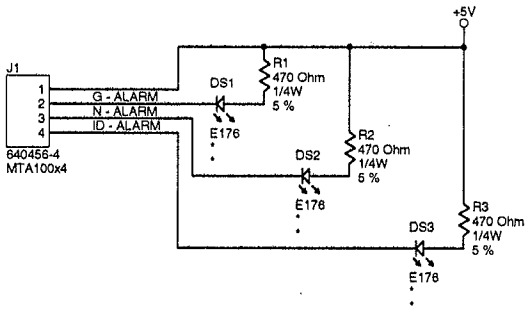 +5V
J1
1
2
3
4
G - ALARM
N - ALARM
ID - ALARM
640456-4
MTA100x4
DS1
E176
*
*
R1
470 Ohm
1/4W
5 %
DS2
E176
*
*
R2
470 Ohm
1/4W
5 %
DS3
E176
*
*
R3
470 Ohm
1/4W
5 %